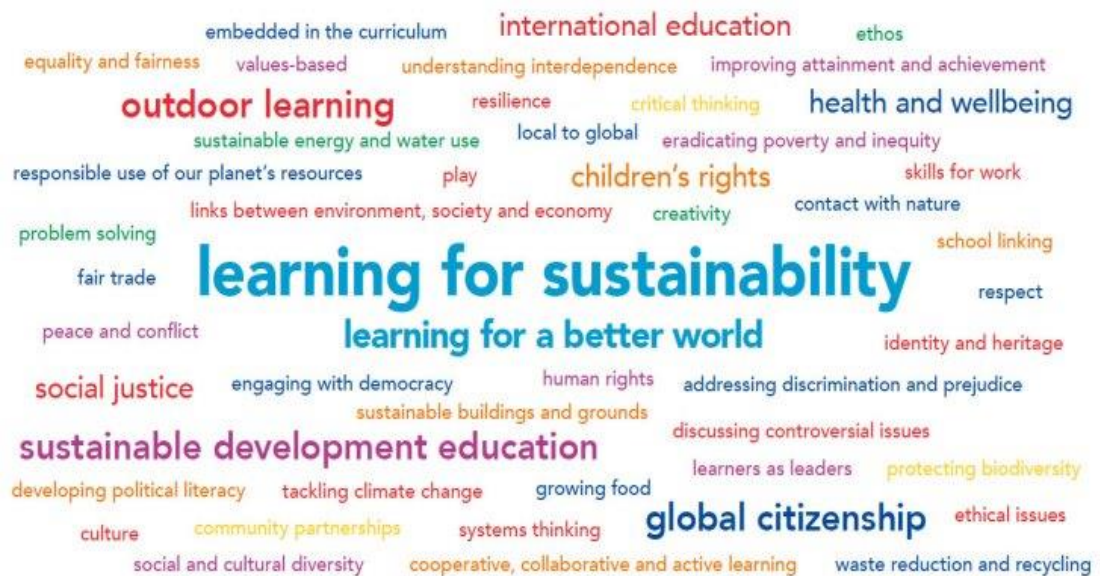 international education
embedded in the curriculum
ethos
equality and fairness
values-based
understanding interdependence
improving attainment and achievement
outdoor learning
resilience
critical thinking
health and wellbeing
sustainable energy and water use
local to global
eradicating poverty and inequity
responsible use of our planet's resources
play
children's rights
skills for work
links between environment, society and economy
creativity
contact with nature
problem solving
school linking
learning for sustainability
fair trade
respect
learning for a better world
peace and conflict
identity and heritage
social justice
engaging with democracy
human rights
addressing discrimination and prejudice
sustainable buildings and grounds
discussing controversial issues
sustainable development education
learners as leaders
protecting biodiversity
developing political literacy
tackling climate change
growing food
global citizenship
ethical issues
culture
community partnerships
systems thinking
social and cultural diversity
cooperative, collaborative and active learning
waste reduction and recycling